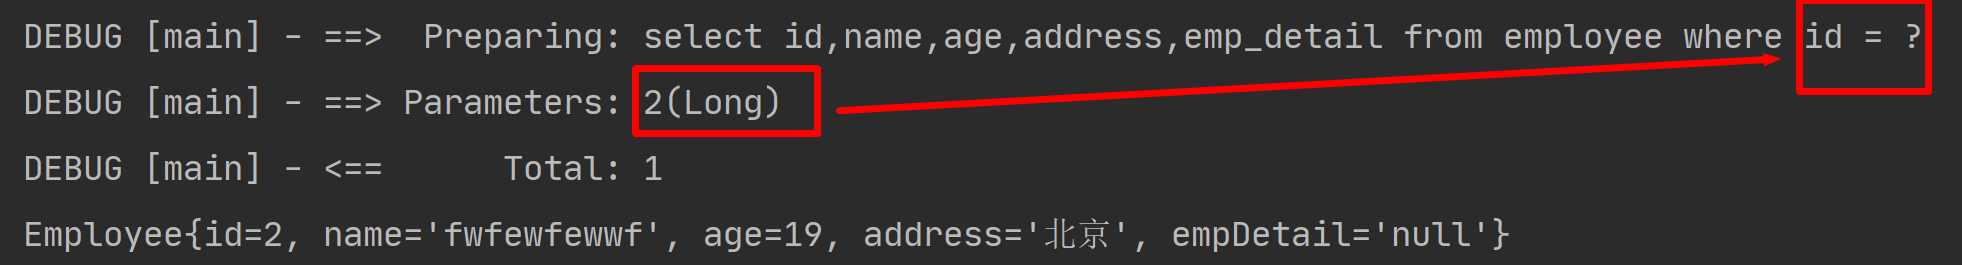 DEBUG [main] - ==>  Preparing: select id,name,age,address,emp_detail from employee where id = ?
DEBUG [main] - ==> Parameters: 2(Long)
DEBUG [main] - <==      Total: 1
Employee{id=2, name='fwfewfewwf', age=19, address='北京', empDetail='null'}